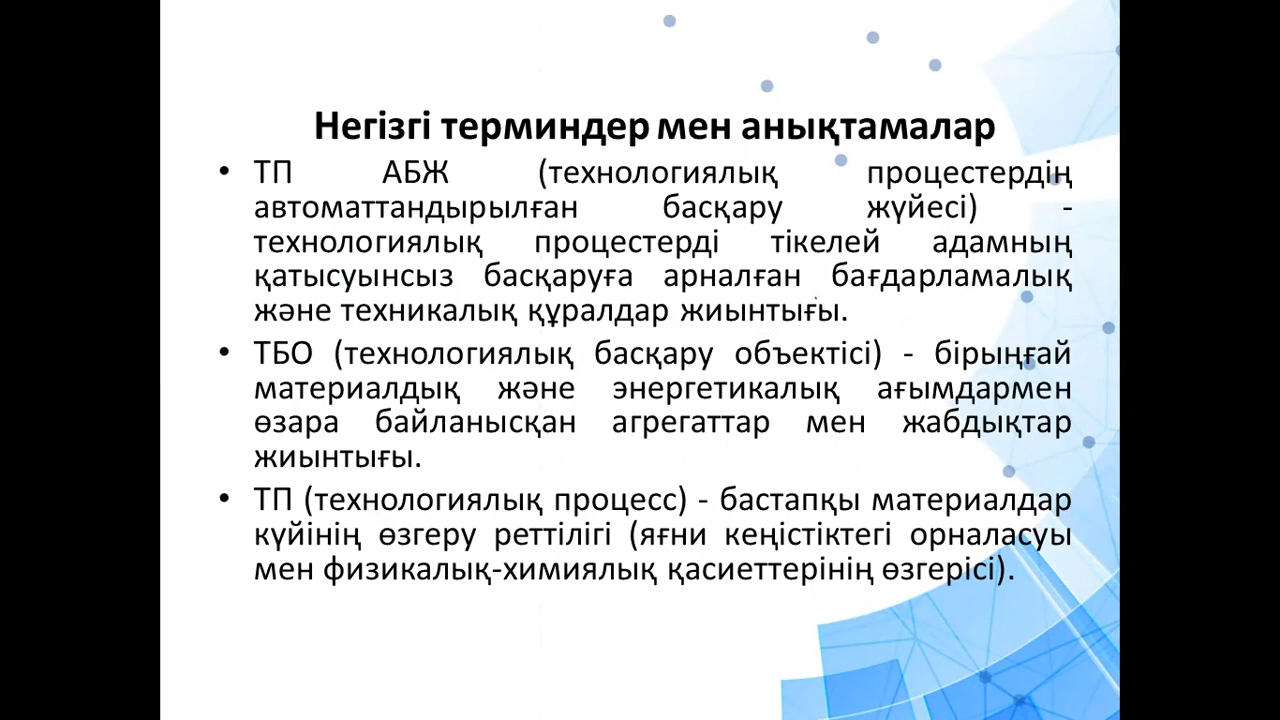 Негізгі терминдер мен анықтамалар
• ТП АБЖ (технологиялық процестердің
автоматтандырылған басқару жүйесі) -
технологиялық процестерді тікелей адамның
қатысуынсыз басқаруға арналған бағдарламалық
және техникалық құралдар жиынтығы.
• ТБО (технологиялық басқару объектісі) - бірыңғай
материалдық және энергетикалық ағымдармен
өзара байланысқан агрегаттар мен жабдықтар
жиынтығы.
• ТП (технологиялық процесс) - бастапқы материалдар
күйінің өзгеру реттілігі (яғни кеңістіктегі орналасуы
мен физикалық-химиялық қасиеттерінің өзгерісі).